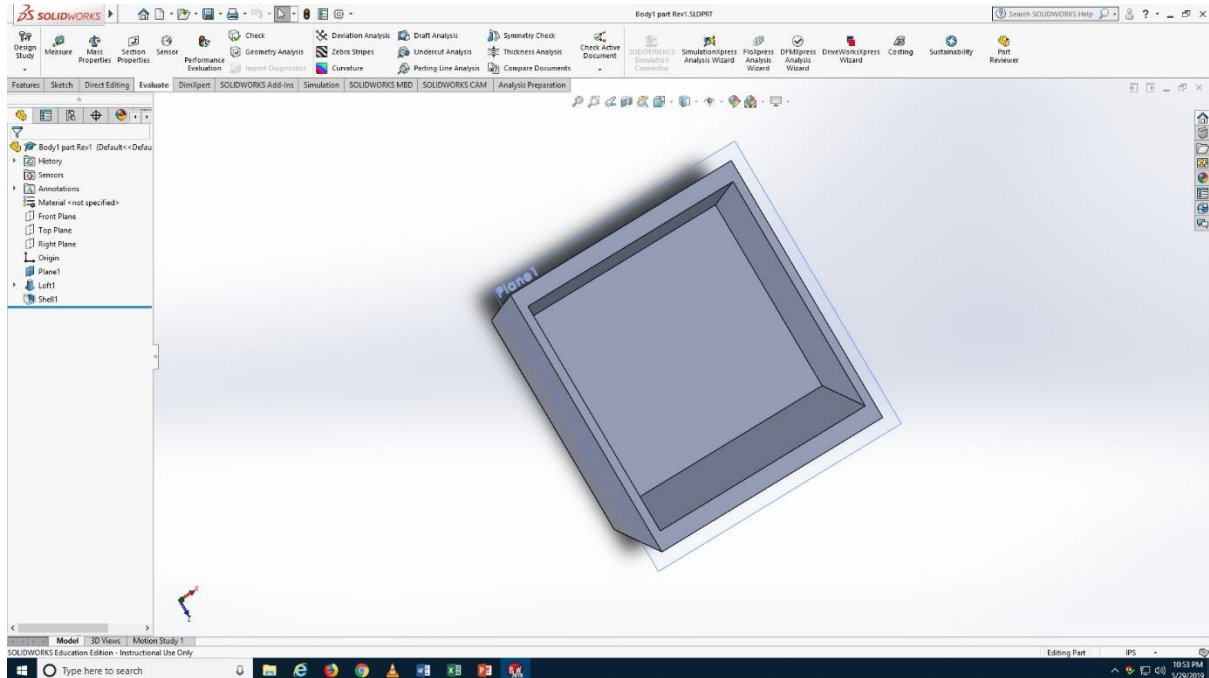 SOLIDWORKS
Body1 part Rev1.SLDPRT
Search SOLIDWORKS Help
Design Study
Measure
Mass Properties
Section Properties
Sensor
Performance Evaluation
Check
Geometry Analysis
Import Diagnostics
Deviation Analysis
Zebra Stripes
Curvature
Draft Analysis
Undercut Analysis
Parting Line Analysis
Symmetry Check
Thickness Analysis
Compare Documents
Check Active Document
3DEXPERIENCE Simulation Connector
SimulationXpress Analysis Wizard
FloXpress Analysis Wizard
DFMXpress Analysis Wizard
DriveWorksXpress Wizard
Costing
Sustainability
Part Reviewer
Features Sketch Direct Editing Evaluate DimXpert SOLIDWORKS Add-Ins Simulation SOLIDWORKS MBD SOLIDWORKS CAM Analysis Preparation
Body1 part Rev1 (Default<<Defau
History
Sensors
Annotations
Material <not specified>
Front Plane
Top Plane
Right Plane
Origin
Plane1
Loft1
Shell1
Plane1
X
Z
Model 3D Views Motion Study 1
SOLIDWORKS Education Edition - Instructional Use Only
Editing Part
IPS
Type here to search
10:53 PM
5/29/2019